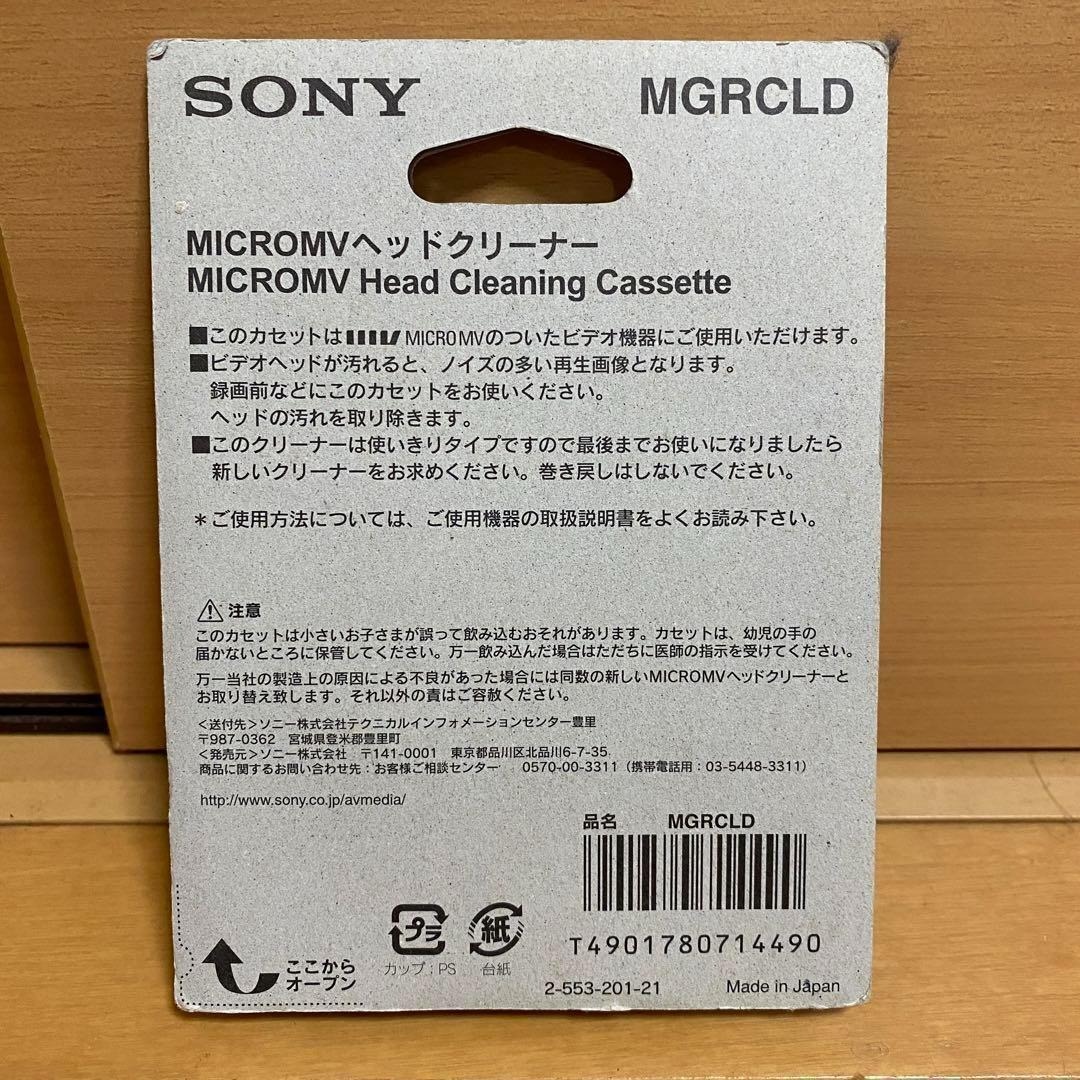 SONY MGRCLD
MICROMVヘッドクリーナー
MICROMV Head Cleaning Cassette
■このカセットは MICROMVのついたビデオ機器にご使用いただけます。
■ビデオヘッドが汚れると、ノイズの多い再生画像となります。
録画前などにこのカセットをお使いください。
ヘッドの汚れを取り除きます。
■このクリーナーは使いきりタイプですので最後までお使いになりましたら
新しいクリーナーをお求めください。巻き戻しはしないでください。
＊ご使用方法については、ご使用機器の取扱説明書をよくお読み下さい。
注意
このカセットは小さいお子さまが誤って飲み込むおそれがあります。カセットは、幼児の手の
届かないところに保管してください。万一飲み込んだ場合はただちに医師の指示を受けてください。
万一当社の製造上の原因による不良があった場合には同数の新しいMICROMVヘッドクリーナーと
お取り替え致します。それ以外の責はご容赦ください。
<送付先>ソニー株式会社テクニカルインフォメーションセンター豊里
〒987-0362 宮城県登米郡豊里町
<発売元>ソニー株式会社 〒141-0001 東京都品川区北品川6-7-35
商品に関するお問い合わせ先：お客様ご相談センター 0570-00-3311（携帯電話用：03-5448-3311）
http://www.sony.co.jp/avmedia/
品名 MGRCLD
T4901780714490
プラ 紙
カップ：PS 台紙
ここから
オープン
2-553-201-21 Made in Japan